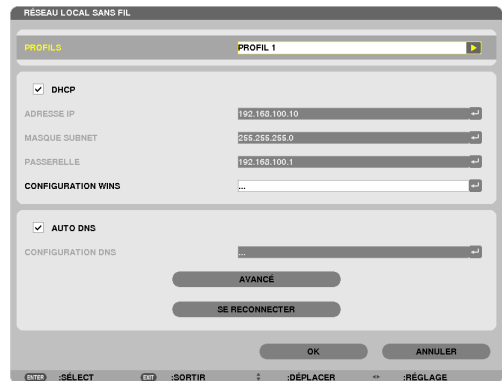 RÉSEAU LOCAL SANS FIL
PROFILS PROFIL 1
DHCP
ADRESSE IP 192.168.100.10
MASQUE SUBNET 255.255.255.0
PASSERELLE 192.168.100.1
CONFIGURATION WINS ...
AUTO DNS
CONFIGURATION DNS ...
AVANCÉ
SE RECONNECTER
OK ANNULER
ENTER :SÉLECT EXIT :SORTIR :DÉPLACER :RÉGLAGE